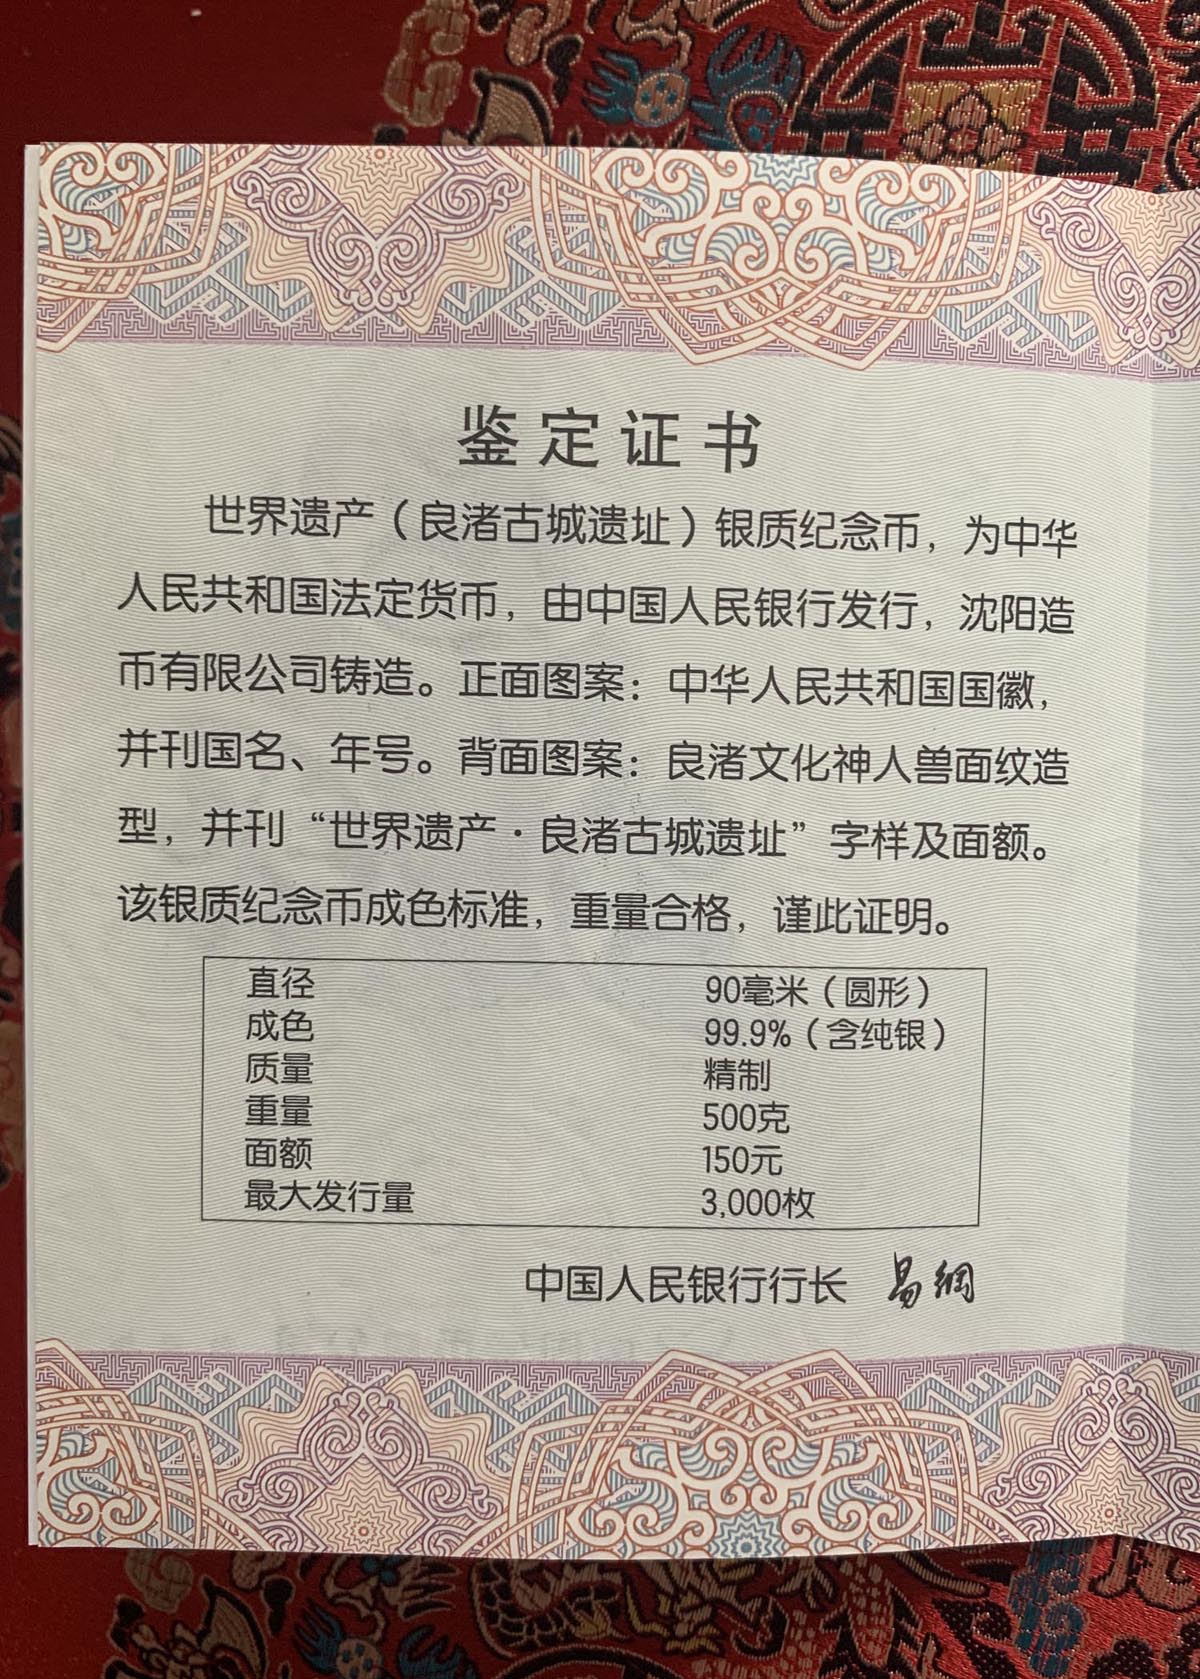 鉴定证书
世界遗产（良渚古城遗址）银质纪念币，为中华
人民共和国法定货币，由中国人民银行发行，沈阳造
币有限公司铸造。正面图案：中华人民共和国国徽，
并刊国名、年号。背面图案：良渚文化神人兽面纹造
型，并刊“世界遗产·良渚古城遗址”字样及面额。
该银质纪念币成色标准，重量合格，谨此证明。
直径 90毫米（圆形）
成色 99.9%（含纯银）
质量 精制
重量 500克
面额 150元
最大发行量 3,000枚
中国人民银行行长 易纲